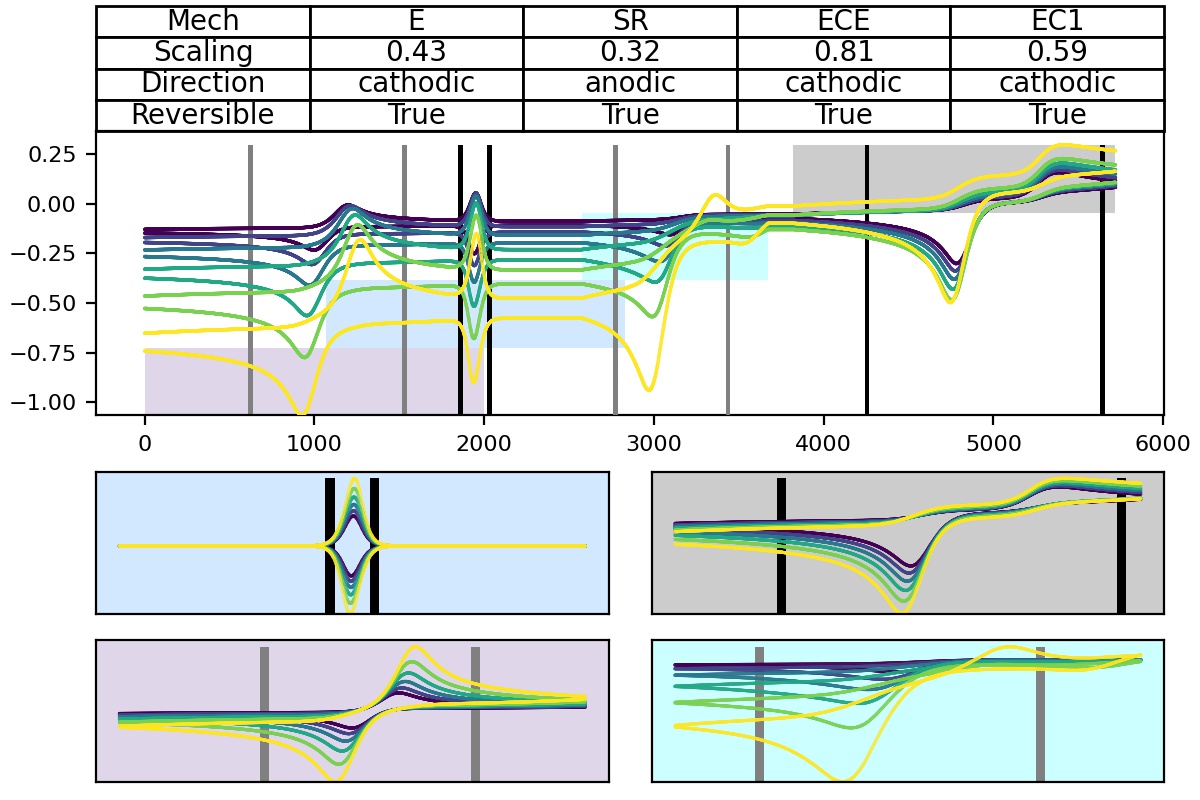 Mech E SR ECE EC1
Scaling 0.43 0.32 0.81 0.59
Direction cathodic anodic cathodic cathodic
Reversible True True True True
0.25
0.00
−0.25
−0.50
−0.75
−1.00
0 1000 2000 3000 4000 5000 6000